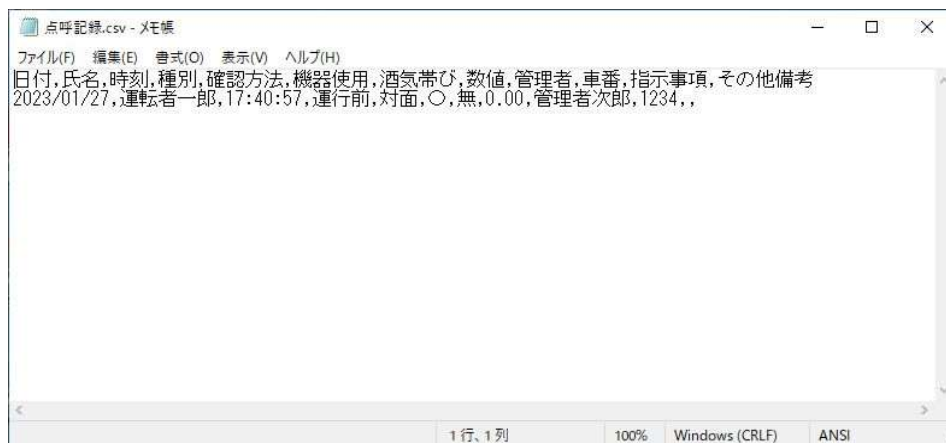 点呼記録.csv - メモ帳
ファイル(F) 編集(E) 書式(O) 表示(V) ヘルプ(H)
日付,氏名,時刻,種別,確認方法,機器使用,酒気帯び,数値,管理者,車番,指示事項,その他備考
2023/01/27,運転者一郎,17:40:57,運行前,対面,○,無,0.00,管理者次郎,1234,,
1 行、1 列 100% Windows (CRLF) ANSI